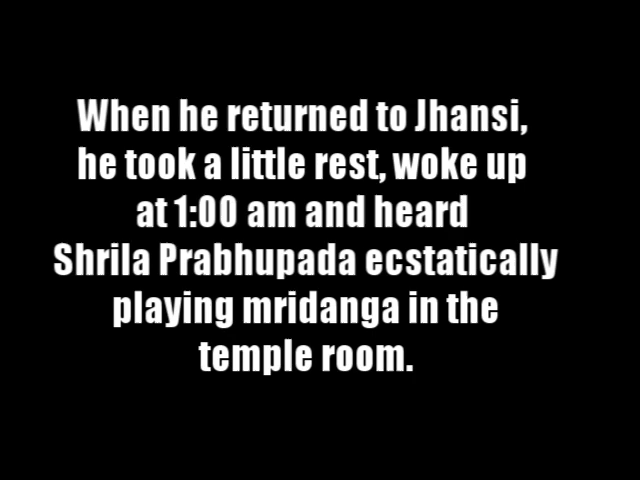 When he returned to Jhansi,
he took a little rest, woke up
at 1:00 am and heard
Shrila Prabhupada ecstatically
playing mridanga in the
temple room.